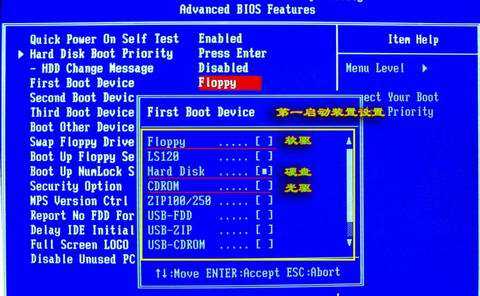 Advanced BIOS Features
Quick Power On Self Test Enabled
Hard Disk Boot Priority Press Enter
- HDD Change Message Disabled
First Boot Device Floppy
Second Boot Devic
Third Boot Device
Boot Other Device
Swap Floppy Drive
Boot Up Floppy Se
Boot Up NumLock S
Security Option
MPS Version Ctrl
Report No FDD For
Delay IDE Initial
Full Screen LOGO
Disable Unused PC
Item Help
Menu Level
ect Your Boot
Priority
First Boot Device 第一启动装置设置
Floppy ..... [ ] 软驱
LS120 ..... [ ]
Hard Disk ..... [■] 硬盘
CDROM ..... [ ] 光驱
ZIP100/250 ..... [ ]
USB-FDD ..... [ ]
USB-ZIP ..... [ ]
USB-CDROM ..... [ ]
↑↓:Move ENTER:Accept ESC:Abort